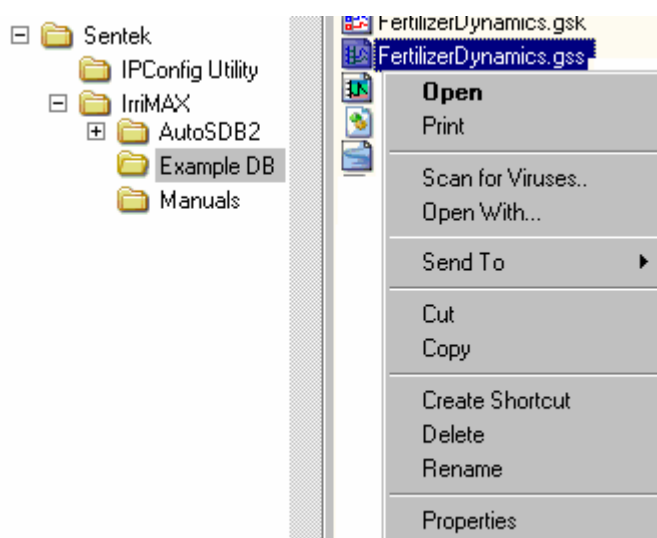 Sentek
IPConfig Utility
IrriMAX
AutoSDB2
Example DB
Manuals
FertilizerDynamics.gsk
FertilizerDynamics.gss
Open
Print
Scan for Viruses..
Open With...
Send To
Cut
Copy
Create Shortcut
Delete
Rename
Properties